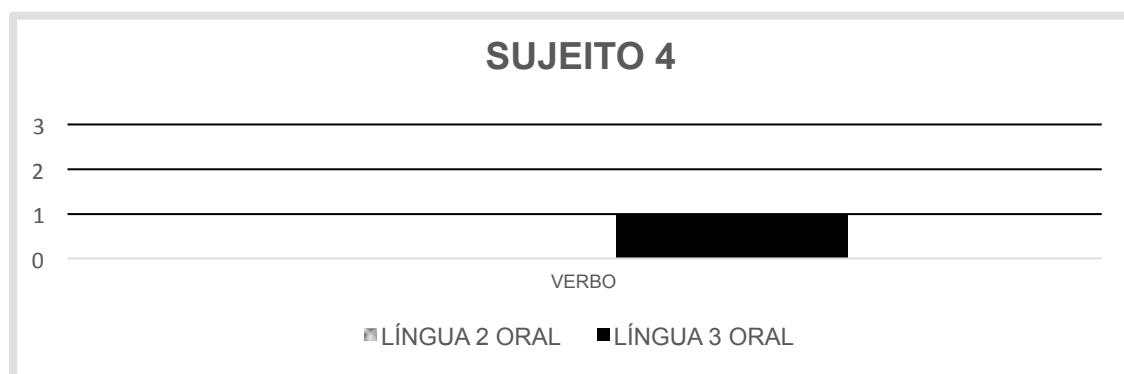 SUJEITO 4
3
2
1
0
VERBO
LÍNGUA 2 ORAL LÍNGUA 3 ORAL